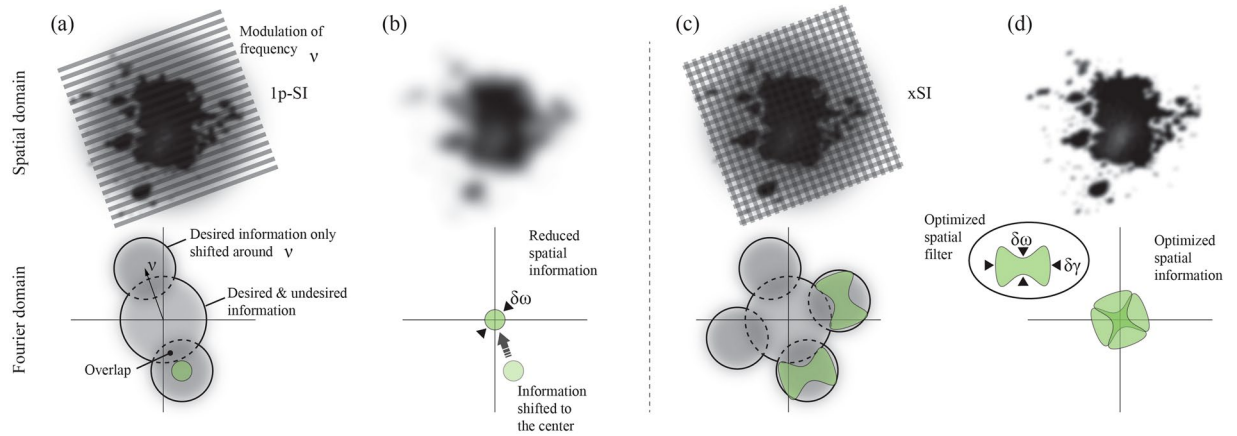 (a)
(b)
(c)
(d)
Spatial domain
Modulation of
frequency ν
1p-SI
xSI
Fourier domain
Desired information only
shifted around ν
ν
Desired & undesired
information
Overlap
Reduced
spatial
information
δω
Information
shifted to
the center
Optimized
spatial
filter
δω
δγ
Optimized
spatial
information